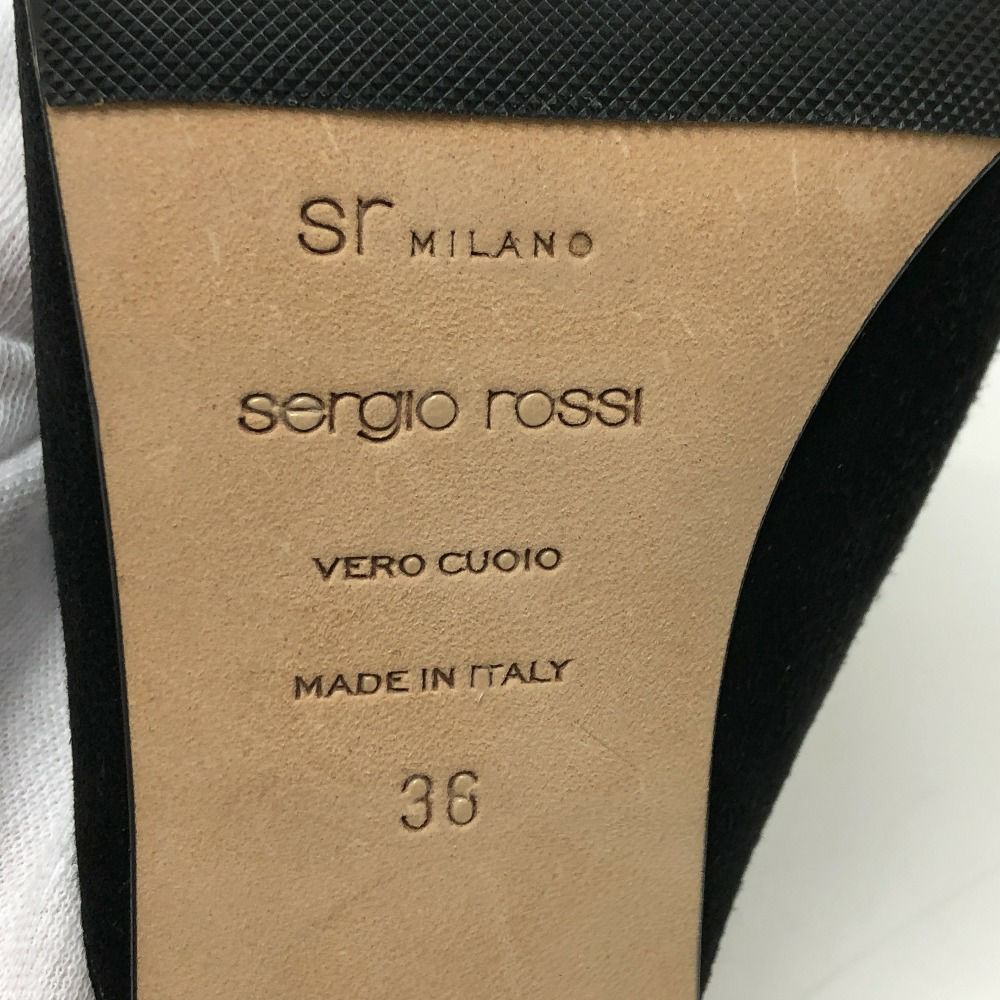 sr MILANO
sergio rossi
VERO CUOIO
MADE IN ITALY
36